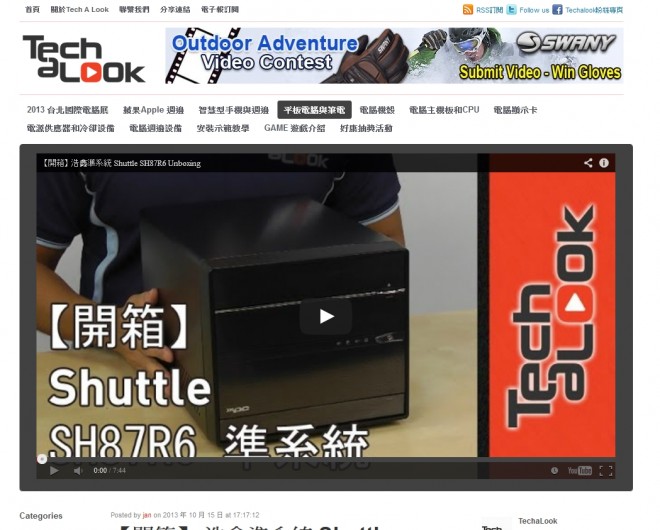 首頁 關於Tech A Look 聯繫我們 分享連結 電子報訂閱
RSS訂閱 Follow us Techalook粉絲專頁
Tech aLOOK
Outdoor Adventure
Video Contest
SWANY
Submit Video - Win Gloves
2013 台北國際電腦展 蘋果Apple 週邊 智慧型手機與週邊 平板電腦與筆電 電腦機殼 電腦主機板和CPU 電腦顯示卡
電源供應器和冷卻設備 電腦週邊設備 安裝示範教學 GAME 遊戲介紹 好康抽獎活動
【開箱】浩鑫準系統 Shuttle SH87R6 Unboxing
Tech aLOOK
【開箱】
Shuttle
SH87R6 準系統
0:00 / 7:44
YouTube
Categories
Posted by jan on 2013 年 10 月 15 日 at 17:17:12
TechaLook
【開箱】浩鑫準系統 Shuttle
Tech